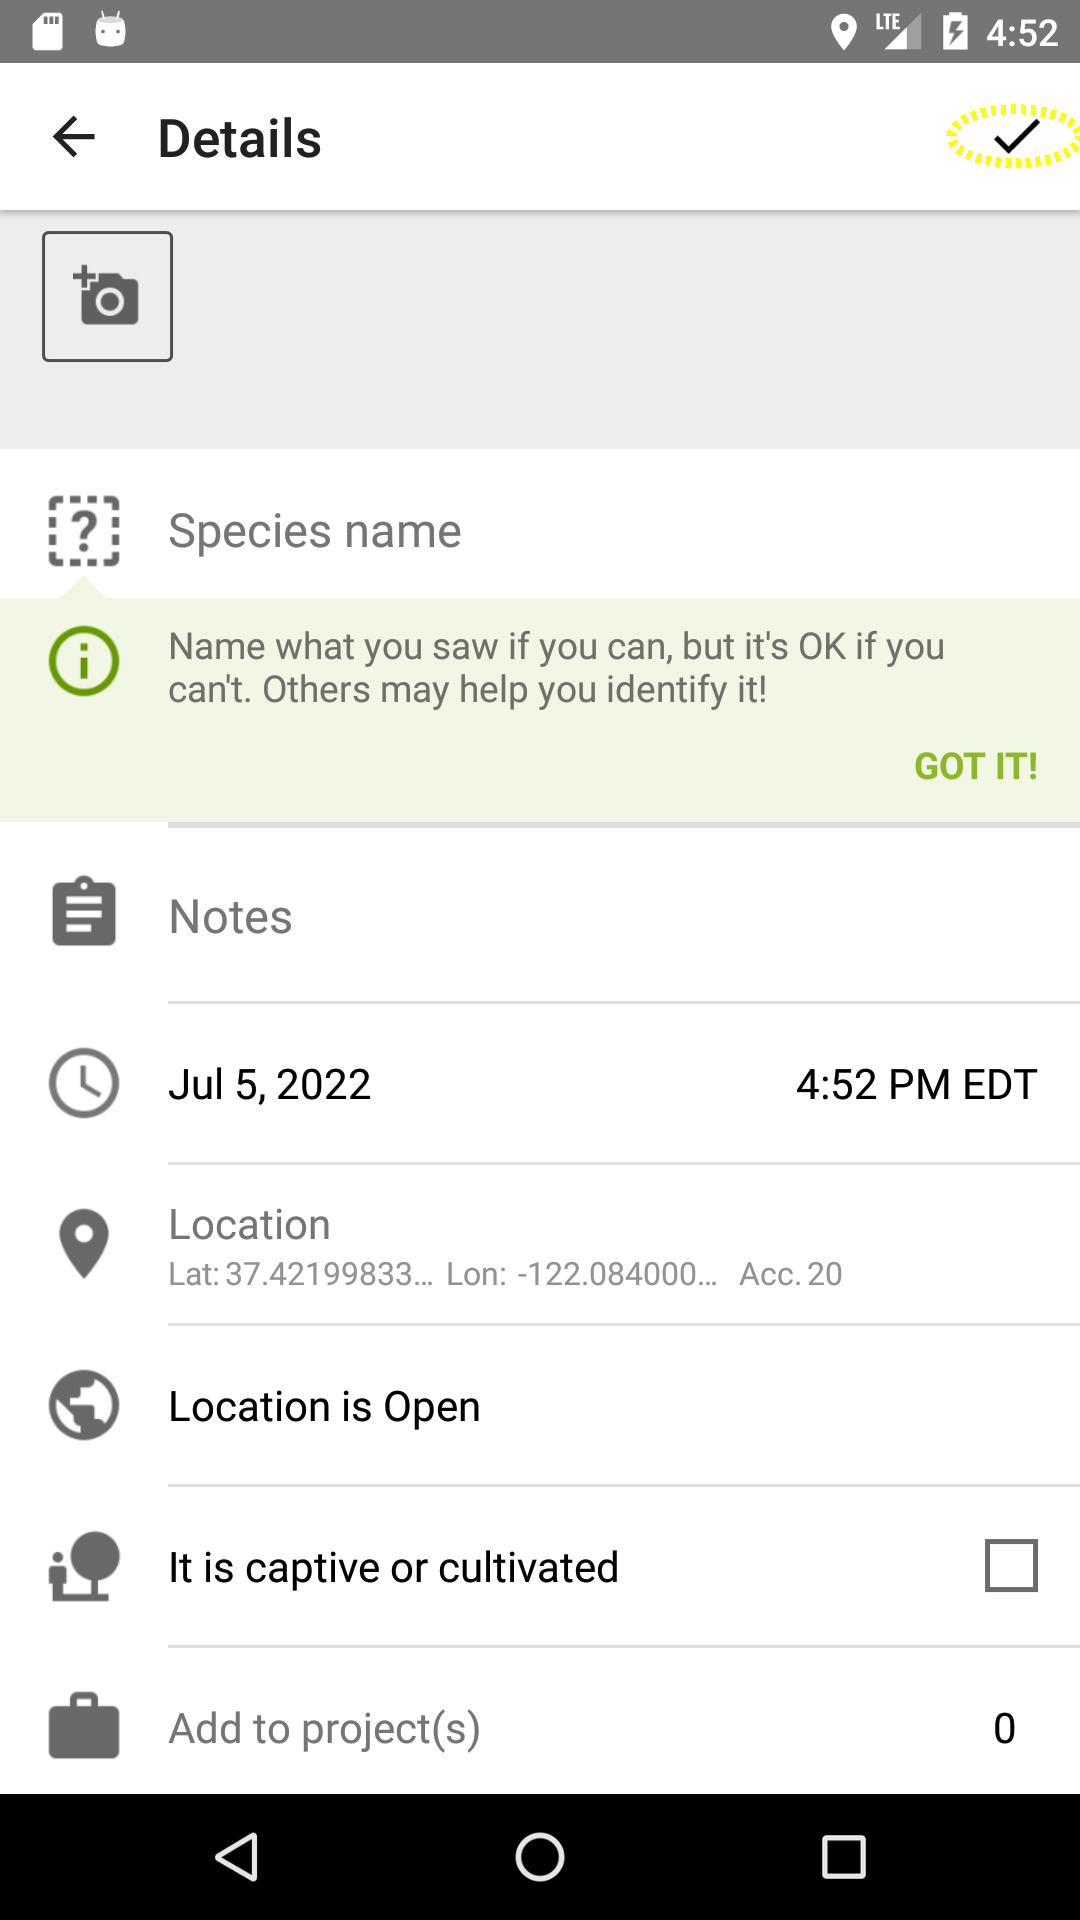 LTE 4:52
Details
Species name
Name what you saw if you can, but it's OK if you
can't. Others may help you identify it!
GOT IT!
Notes
Jul 5, 2022 4:52 PM EDT
Location
Lat: 37.42199833... Lon: -122.084000... Acc. 20
Location is Open
It is captive or cultivated
Add to project(s) 0